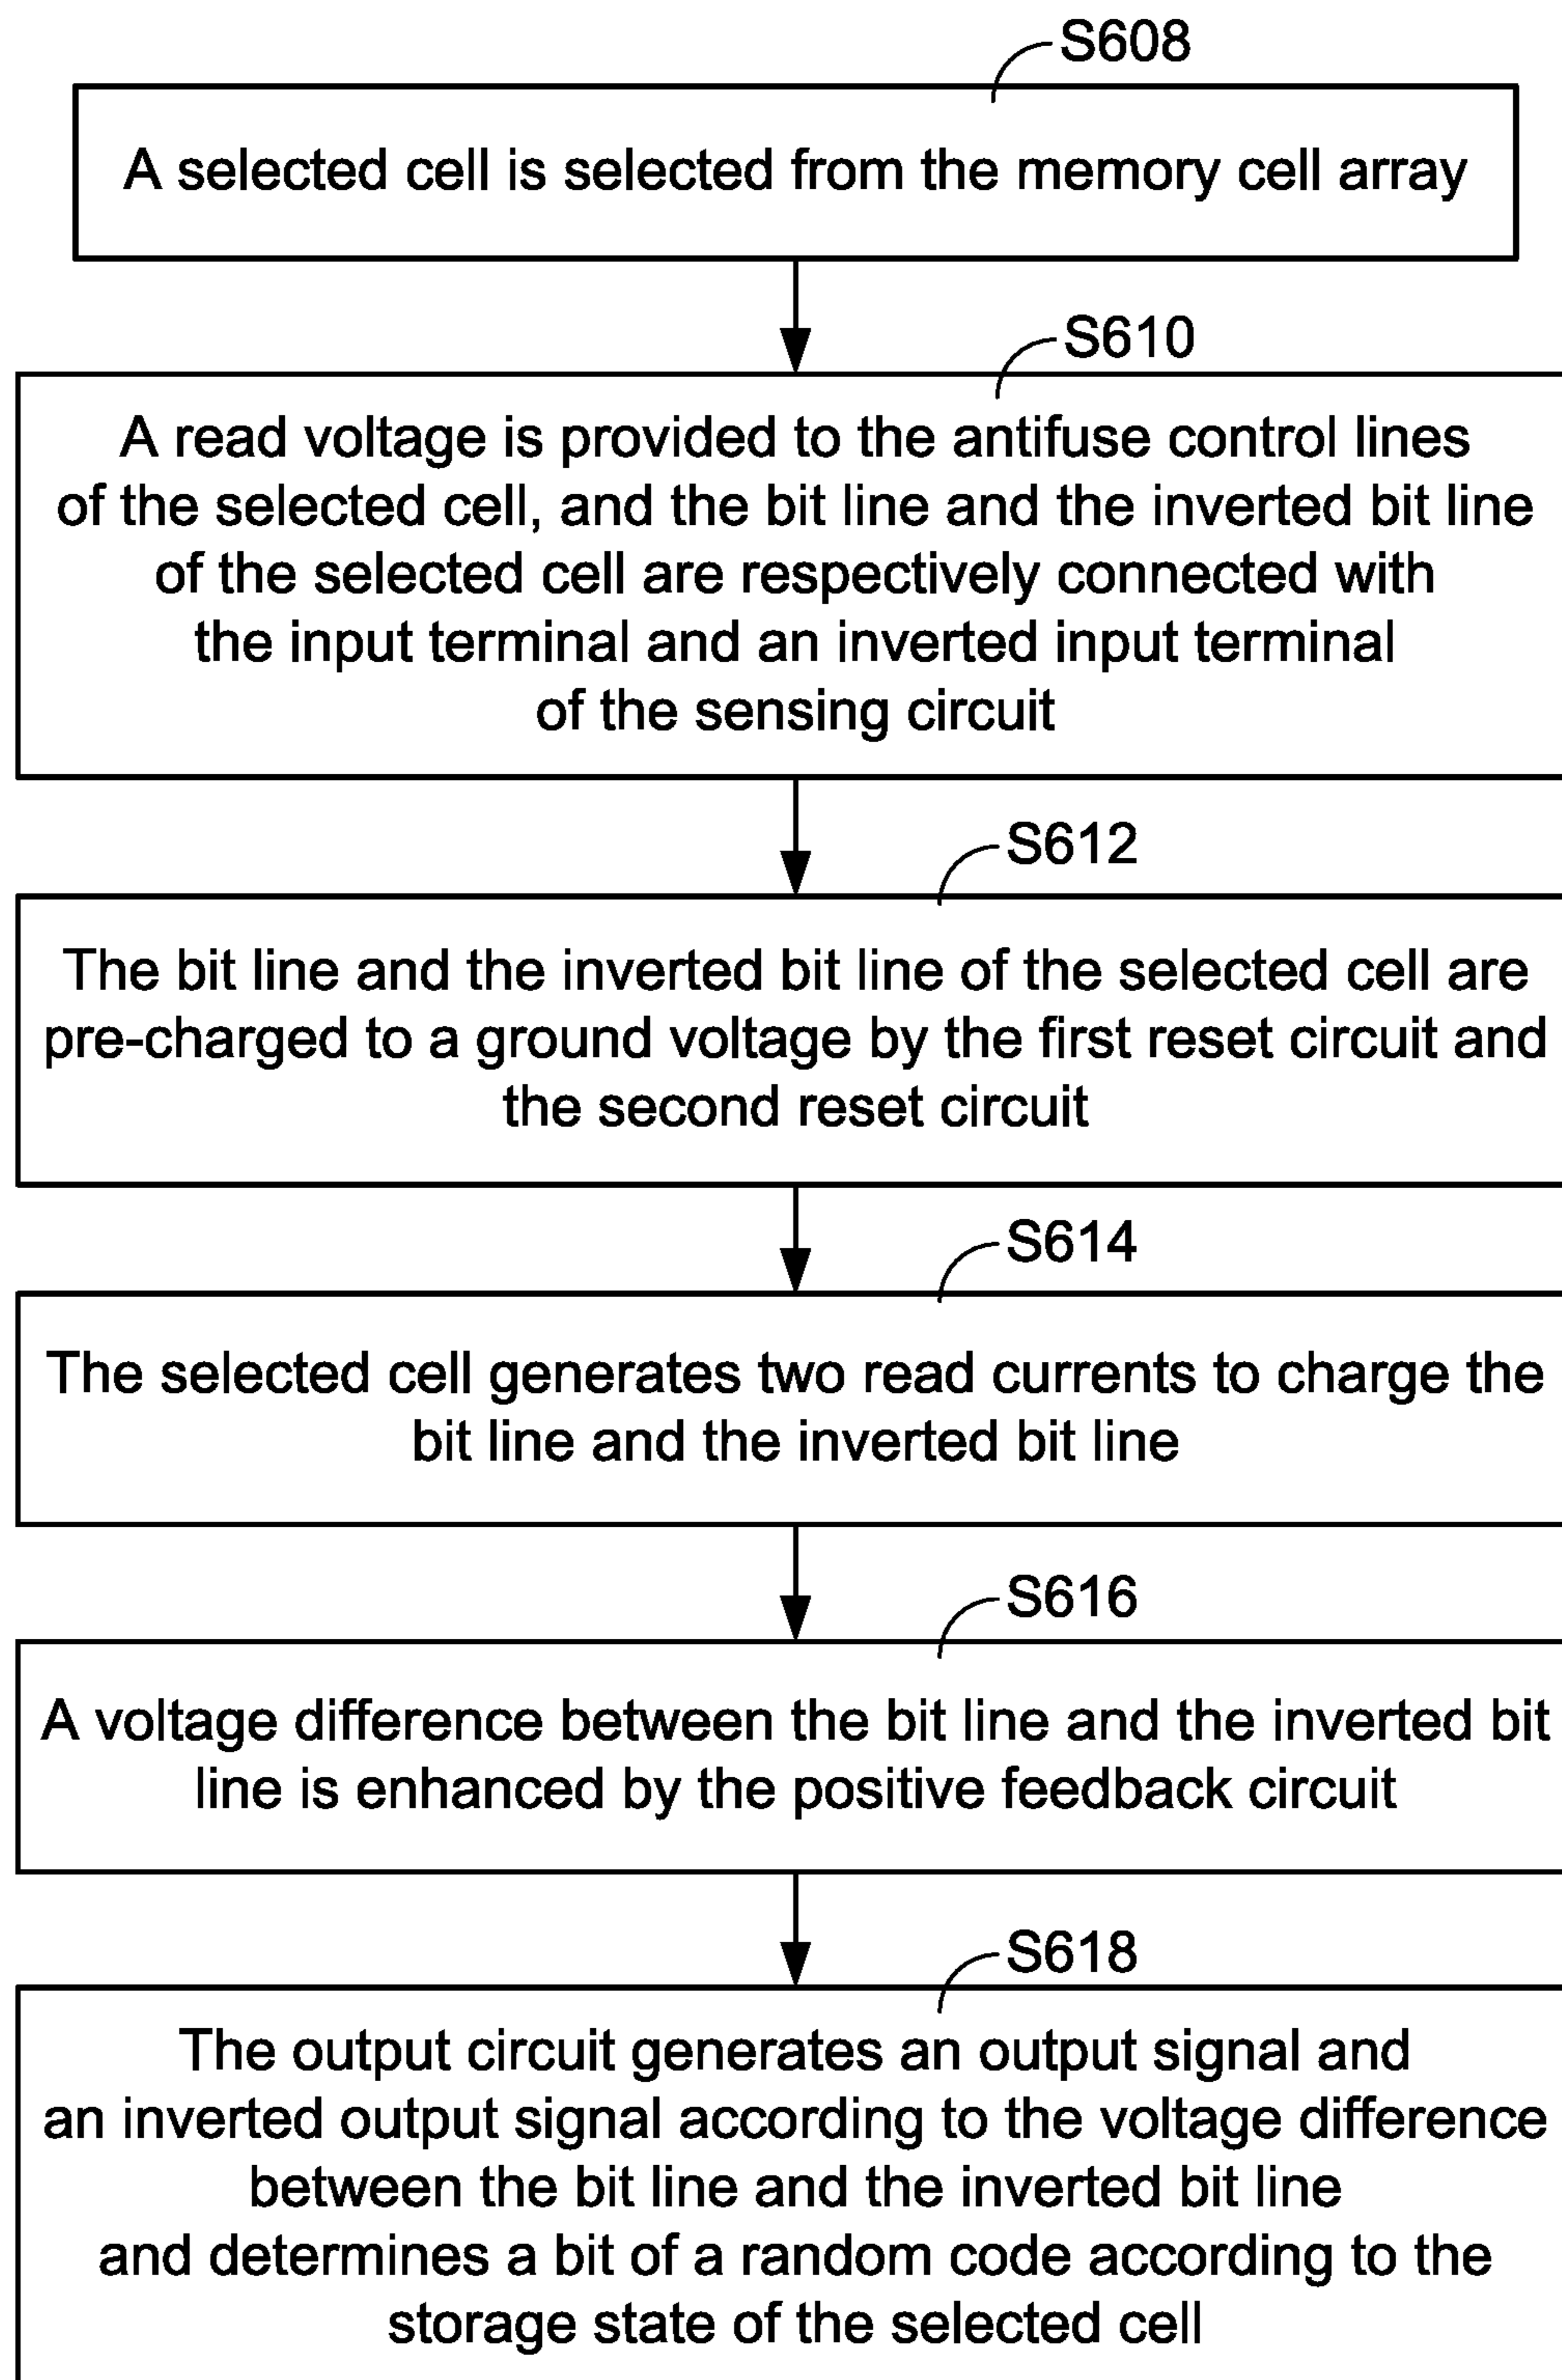 S608
A selected cell is selected from the memory cell array
S610
A read voltage is provided to the antifuse control lines
of the selected cell, and the bit line and the inverted bit line
of the selected cell are respectively connected with
the input terminal and an inverted input terminal
of the sensing circuit
S612
The bit line and the inverted bit line of the selected cell are
pre-charged to a ground voltage by the first reset circuit and
the second reset circuit
S614
The selected cell generates two read currents to charge the
bit line and the inverted bit line
S616
A voltage difference between the bit line and the inverted bit
line is enhanced by the positive feedback circuit
S618
The output circuit generates an output signal and
an inverted output signal according to the voltage difference
between the bit line and the inverted bit line
and determines a bit of a random code according to the
storage state of the selected cell